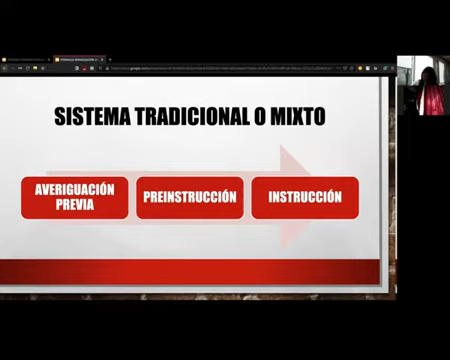 SISTEMA TRADICIONAL O MIXTO
AVERIGUACIÓN
PREVIA
PREINSTRUCCIÓN
INSTRUCCIÓN